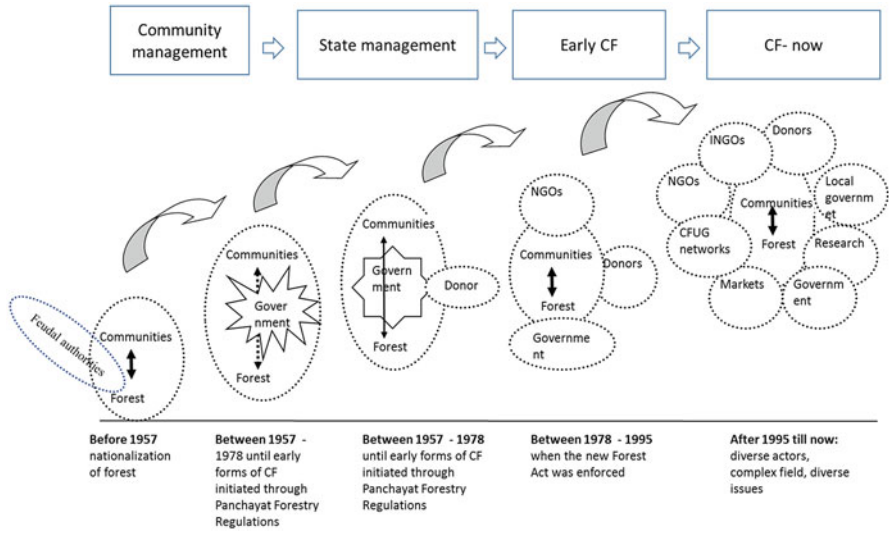 Community
management
State management
Early CF
CF- now
Feudal authorities
Communities
Forest
Communities
Gover
nment
Forest
Communities
Govern
ment
Donor
Forest
NGOs
Communities
Donors
Forest
Governme
nt
INGOs
Donors
NGOs
Communities
Local
governm
et
CFUG
networks
Forest
Research
Markets
Governm
ent
Before 1957
nationalization
of forest
Between 1957 -
1978 until early
forms of CF
initiated through
Panchayat Forestry
Regulations
Between 1957 - 1978
until early forms of CF
initiated through
Panchayat Forestry
Regulations
Between 1978 - 1995
when the new Forest
Act was enforced
After 1995 till now:
diverse actors,
complex field, diverse
issues